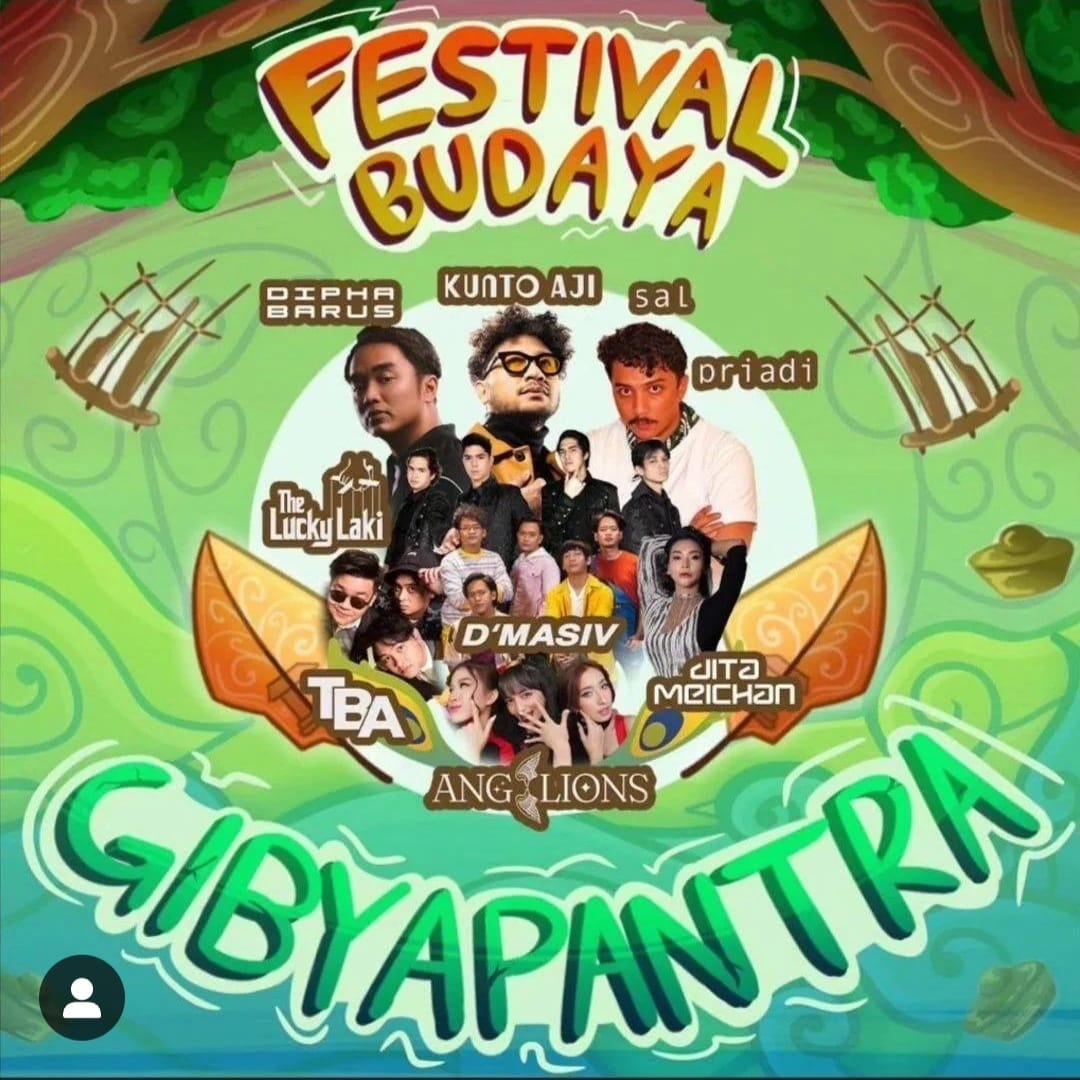 FESTIVAL
BUDAYA
DIPHA
BARUS
KUNTO AJI
sal
priadi
The
Lucky Laki
D'MASIV
TBA
DITA
MEICHAN
ANGELIONS
GIBYAPANTRA